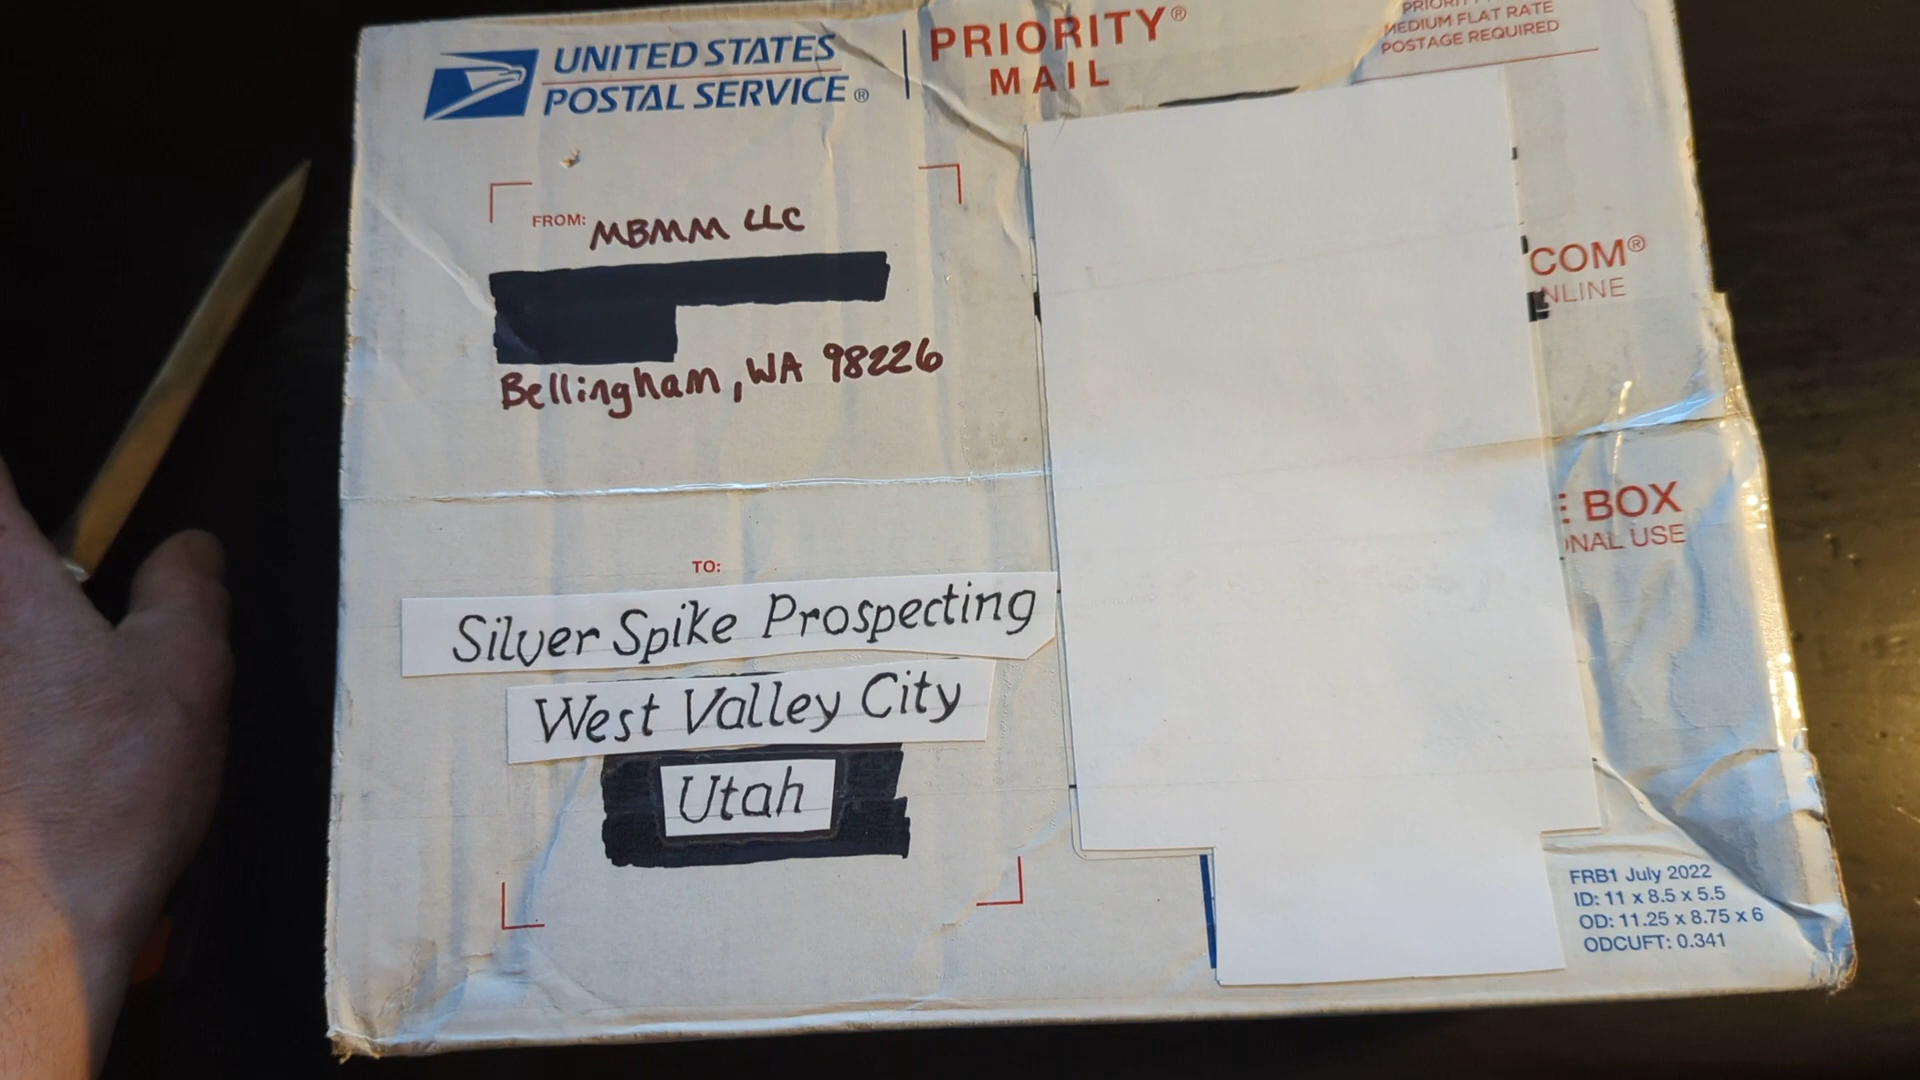 UNITED STATES
POSTAL SERVICE®
PRIORITY®
MAIL
MEDIUM FLAT RATE
POSTAGE REQUIRED
FROM: MBMM LLC
Bellingham, WA 98226
COM®
NLINE
BOX
NAL USE
TO:
Silver Spike Prospecting
West Valley City
Utah
FRB1 July 2022
ID: 11 x 8.5 x 5.5
OD: 11.25 x 8.75 x 6
ODCUFT: 0.341